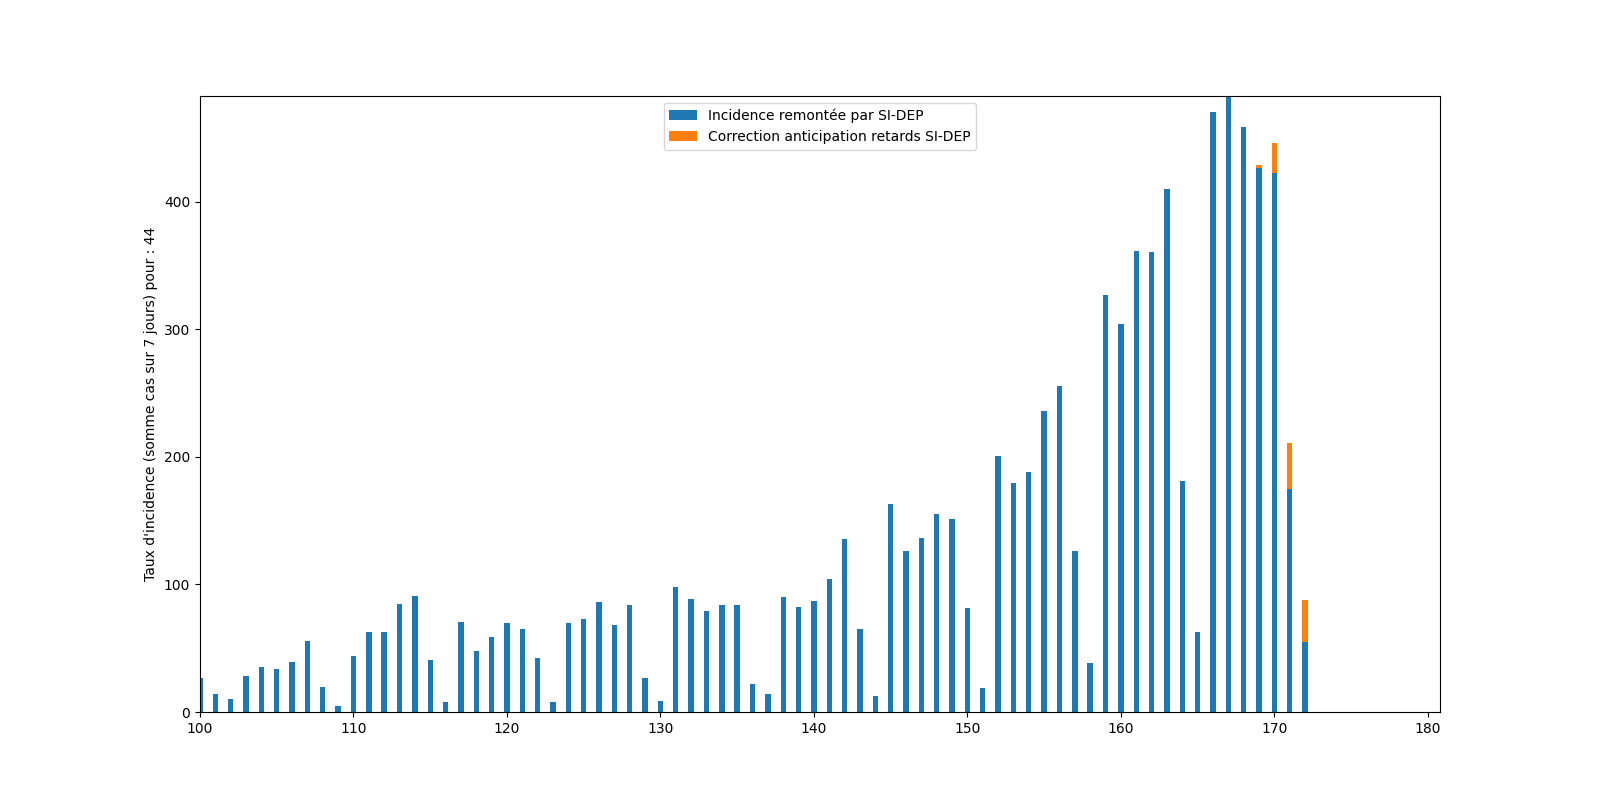 Incidence remontée par SI-DEP
Correction anticipation retards SI-DEP
Taux d'incidence (somme cas sur 7 jours) pour : 44
400
300
200
100
0
100 110 120 130 140 150 160 170 180